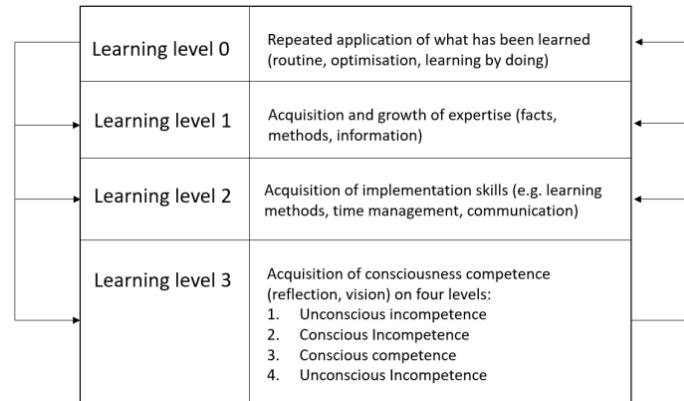 Learning level 0
Repeated application of what has been learned
(routine, optimisation, learning by doing)
Learning level 1
Acquisition and growth of expertise (facts,
methods, information)
Learning level 2
Acquisition of implementation skills (e.g. learning
methods, time management, communication)
Learning level 3
Acquisition of consciousness competence
(reflection, vision) on four levels:
1. Unconscious incompetence
2. Conscious Incompetence
3. Conscious competence
4. Unconscious Incompetence